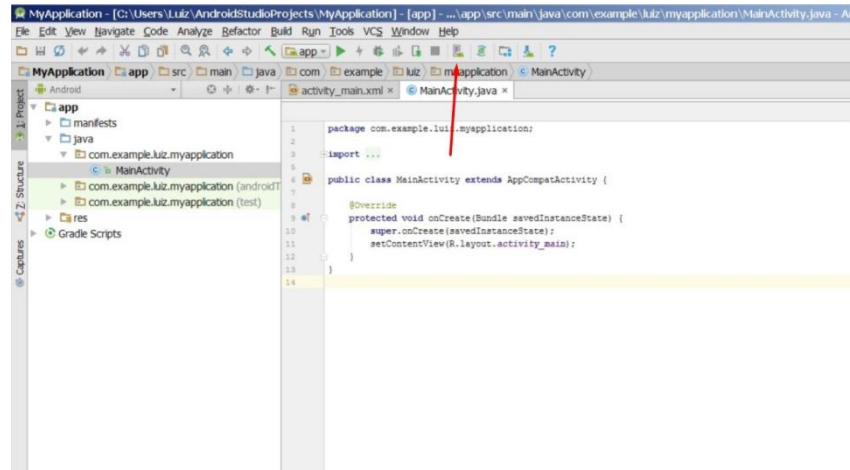 MyApplication - [C:\Users\Luiz\AndroidStudioProjects\MyApplication] - [app] - ...\app\src\main\java\com\example\luiz\myapplication\MainActivity.java - A
File Edit View Navigate Code Analyze Refactor Build Run Tools VCS Window Help
app
MyApplication app src main java com example luiz myapplication MainActivity
Android
activity_main.xml MainActivity.java
1: Project
app
manifests
java
com.example.luiz.myapplication
MainActivity
com.example.luiz.myapplication (androidT
com.example.luiz.myapplication (test)
res
Gradle Scripts
Z: Structure
Captures
1 package com.example.luiz.myapplication;
2
3 import ...
5
6 public class MainActivity extends AppCompatActivity {
7
8 @Override
9 protected void onCreate(Bundle savedInstanceState) {
10 super.onCreate(savedInstanceState);
11 setContentView(R.layout.activity_main);
12 }
13 }
14